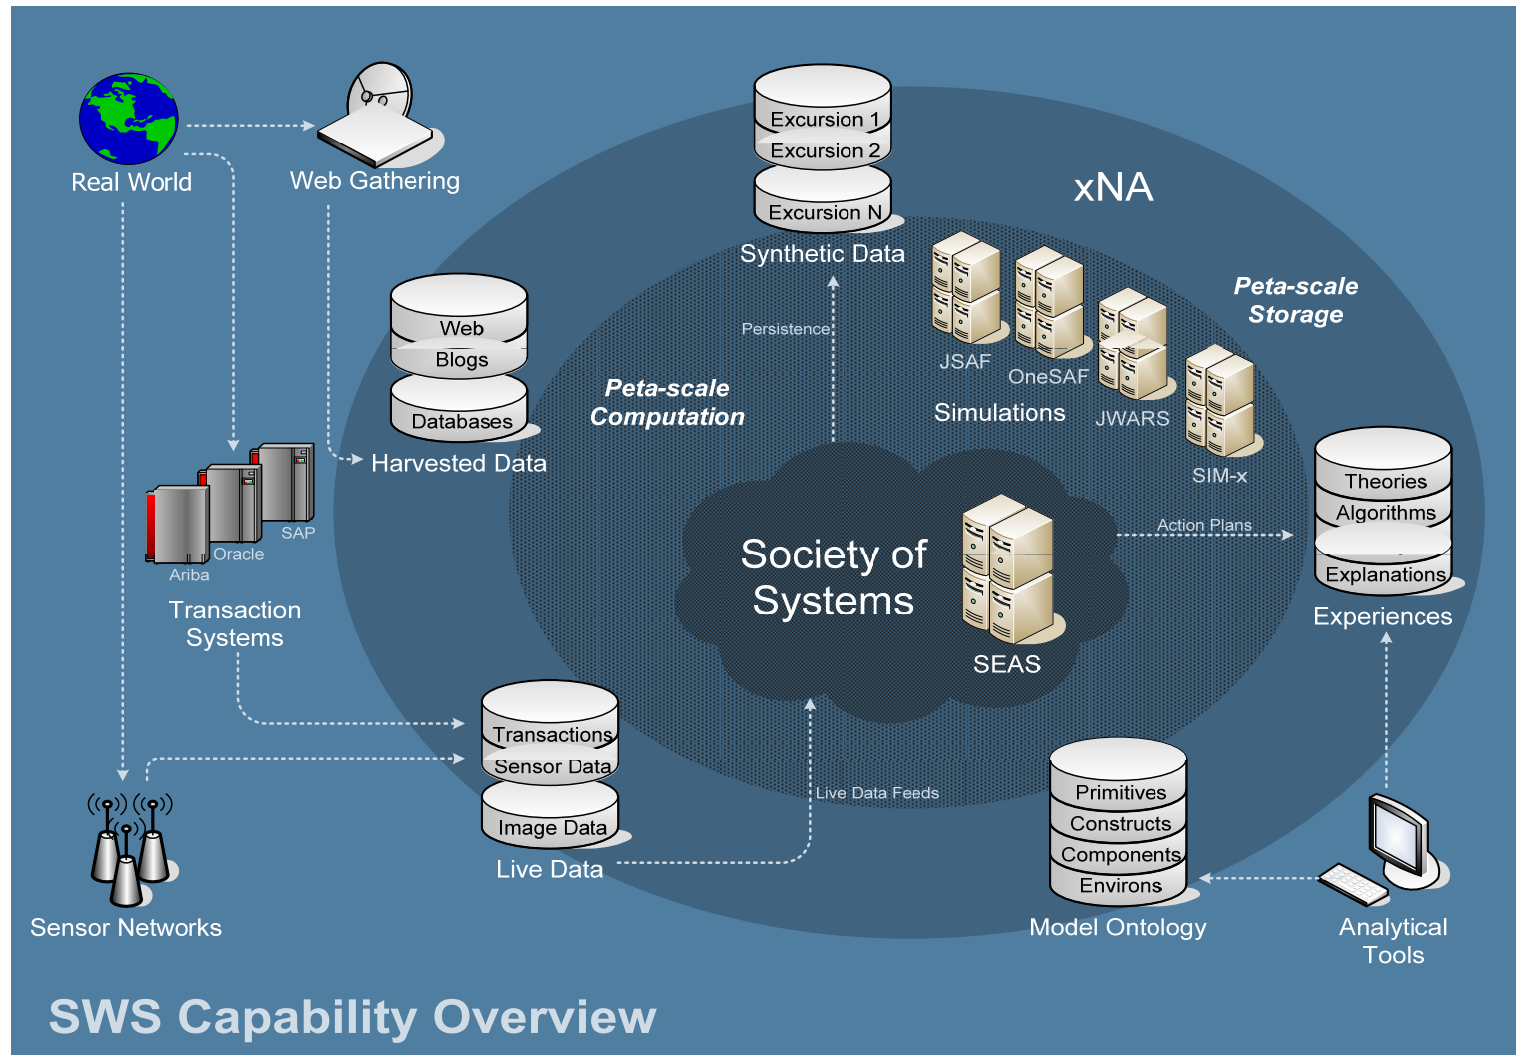 Real World
Web Gathering
Excursion 1
Excursion 2
Excursion N
Synthetic Data
xNA
Peta-scale
Storage
Web
Blogs
Databases
Harvested Data
Persistence
Peta-scale
Computation
JSAF
OneSAF
JWARS
SIM-x
Simulations
SAP
Oracle
Ariba
Transaction
Systems
Society of
Systems
SEAS
Action Plans
Theories
Algorithms
Explanations
Experiences
Transactions
Sensor Data
Image Data
Live Data
Live Data Feeds
Primitives
Constructs
Components
Environs
Model Ontology
Analytical
Tools
Sensor Networks
SWS Capability Overview